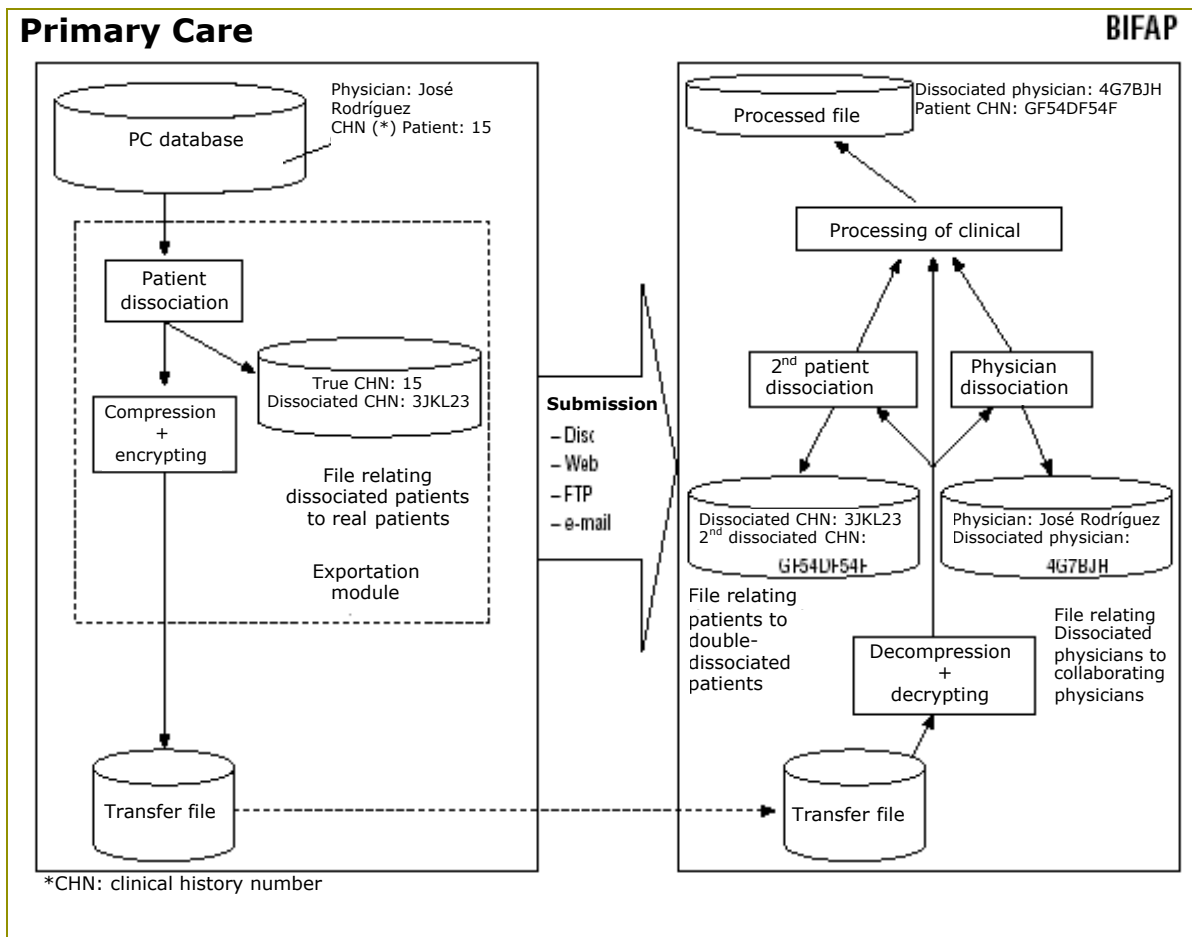 Primary Care
BIFAP
Physician: José
Rodríguez
CHN (*) Patient: 15
PC database
Patient
dissociation
True CHN: 15
Dissociated CHN: 3JKL23
Compression
+
encrypting
File relating
dissociated patients
to real patients
Exportation
module
Transfer file
*CHN: clinical history number
Submission
– Disc
– Web
– FTP
– e-mail
Dissociated physician: 4G7BJH
Patient CHN: GF54DF54F
Processed file
Processing of clinical
2nd patient
dissociation
Physician
dissociation
Dissociated CHN: 3JKL23
2nd dissociated CHN:
GF54DF54F
Physician: José Rodríguez
Dissociated physician:
4G7BJH
File relating
patients to
double-
dissociated
patients
File relating
Dissociated
physicians to
collaborating
physicians
Decompression
+
decrypting
Transfer file